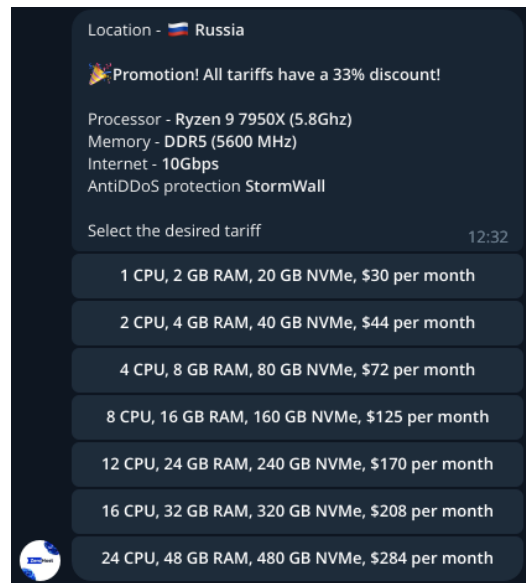 Location - 🇷🇺 Russia
🎉Promotion! All tariffs have a 33% discount!
Processor - Ryzen 9 7950X (5.8Ghz)
Memory - DDR5 (5600 MHz)
Internet - 10Gbps
AntiDDoS protection StormWall
Select the desired tariff
12:32
1 CPU, 2 GB RAM, 20 GB NVMe, $30 per month
2 CPU, 4 GB RAM, 40 GB NVMe, $44 per month
4 CPU, 8 GB RAM, 80 GB NVMe, $72 per month
8 CPU, 16 GB RAM, 160 GB NVMe, $125 per month
12 CPU, 24 GB RAM, 240 GB NVMe, $170 per month
16 CPU, 32 GB RAM, 320 GB NVMe, $208 per month
24 CPU, 48 GB RAM, 480 GB NVMe, $284 per month